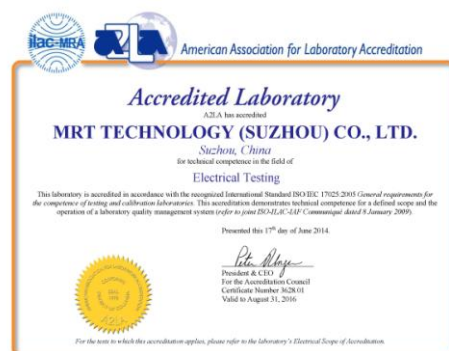 ilac-MRA
A2LA
American Association for Laboratory Accreditation
Accredited Laboratory
A2LA has accredited
MRT TECHNOLOGY (SUZHOU) CO., LTD.
Suzhou, China
for technical competence in the field of
Electrical Testing
This laboratory is accredited in accordance with the recognized International Standard ISO/IEC 17025:2005 General requirements for
the competence of testing and calibration laboratories. This accreditation demonstrates technical competence for a defined scope and the
operation of a laboratory quality management system (refer to joint ISO-ILAC-IAF Communiqué dated 8 January 2009).
Presented this 17th day of June 2014.
President & CEO
For the Accreditation Council
Certificate Number 3628.01
Valid to August 31, 2016
A2LA
For the tests to which this accreditation applies, please refer to the laboratory's Electrical Scope of Accreditation.